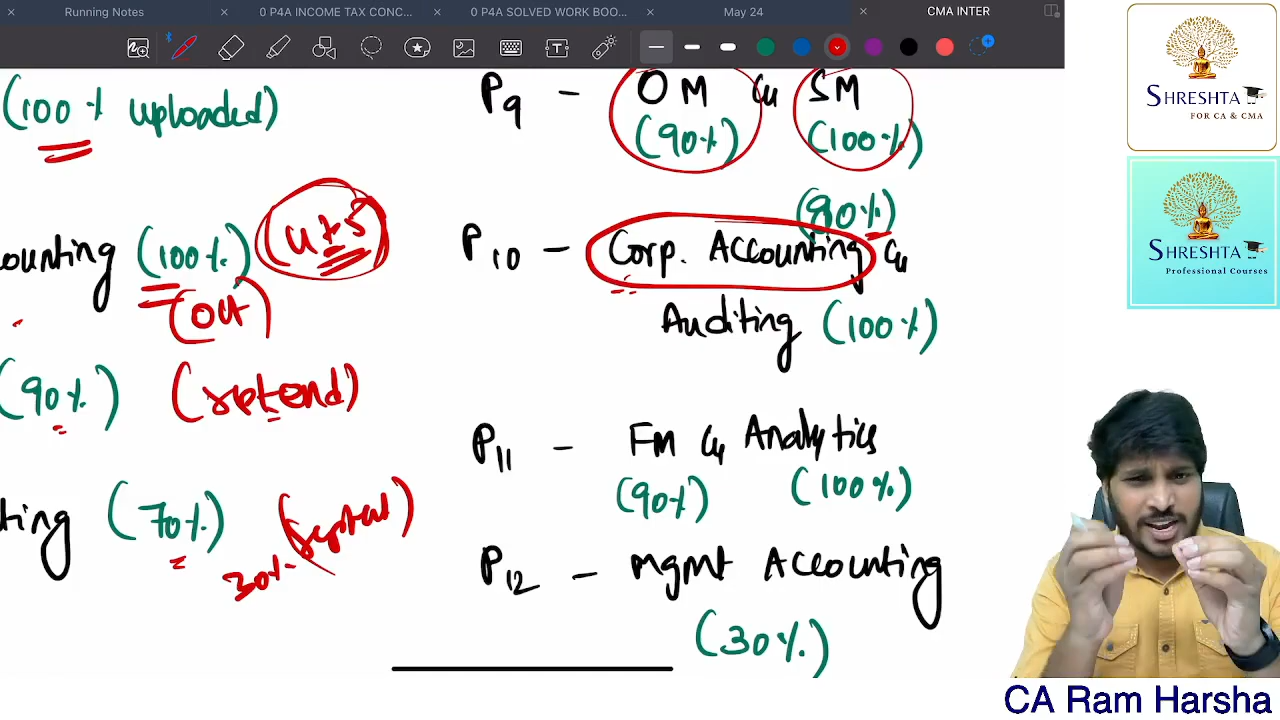 Running Notes
0 P4A INCOME TAX CONC...
0 P4A SOLVED WORK BOO...
May 24
CMA INTER
(100% uploaded)
ounting (100%) (4+5)
(Oct)
(90%)
ting (70%)
30%
P9 - OM & SM
(90%) (100%)
(90%)
P10 - Corp. Accounting &
Auditing (100%)
P11 - FM & Analytics
(90%) (100%)
P12 - Mgmt Accounting
(30%)
SHRESHTA
FOR CA & CMA
SHRESHTA
Professional Courses
CA Ram Harsha